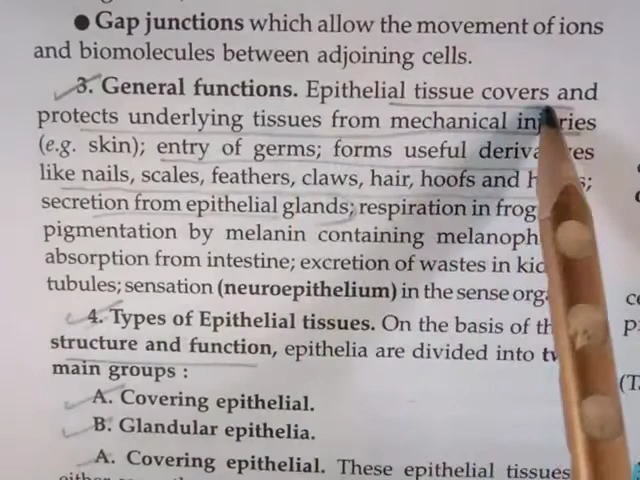 ● Gap junctions which allow the movement of ions
and biomolecules between adjoining cells.
3. General functions. Epithelial tissue covers and
protects underlying tissues from mechanical injuries
(e.g. skin); entry of germs; forms useful derivatives
like nails, scales, feathers, claws, hair, hoofs and
secretion from epithelial glands; respiration in frog
pigmentation by melanin containing melanoph
absorption from intestine; excretion of wastes in
tubules; sensation (neuroepithelium) in the sense
4. Types of Epithelial tissues. On the basis of
structure and function, epithelia are divided into
main groups :
A. Covering epithelial.
B. Glandular epithelia.
A. Covering epithelial. These epithelial tissues